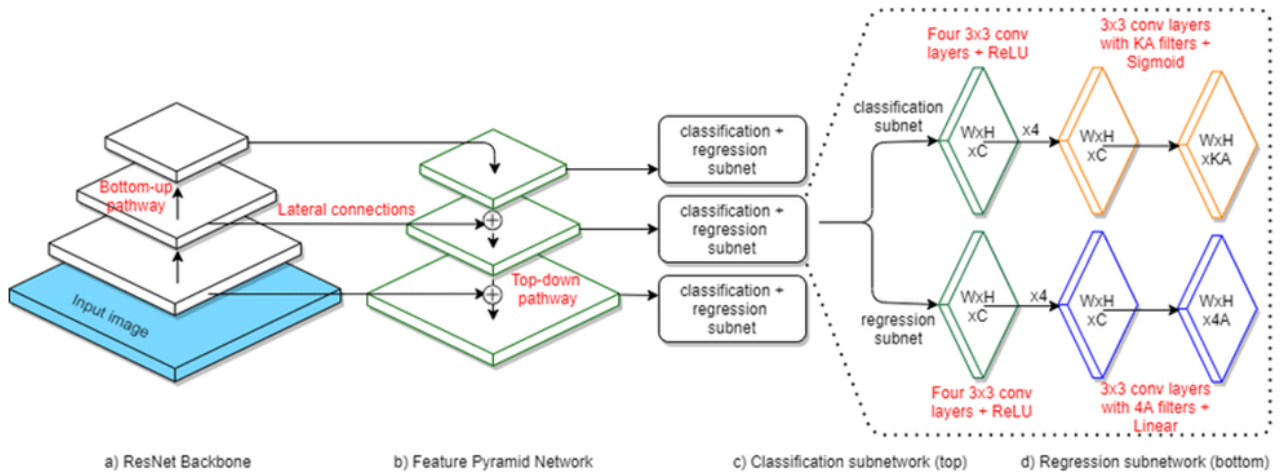 Bottom-up
pathway
Input image
Lateral connections
Top-down
pathway
classification +
regression
subnet
classification +
regression
subnet
classification +
regression
subnet
classification
subnet
Four 3x3 conv
layers + ReLU
WxH
xC
x4
3x3 conv layers
with KA filters +
Sigmoid
WxH
xC
WxH
xKA
regression
subnet
WxH
xC
x4
WxH
xC
WxH
x4A
Four 3x3 conv
layers + ReLU
3x3 conv layers
with 4A filters +
Linear
a) ResNet Backbone
b) Feature Pyramid Network
c) Classification subnetwork (top)
d) Regression subnetwork (bottom)